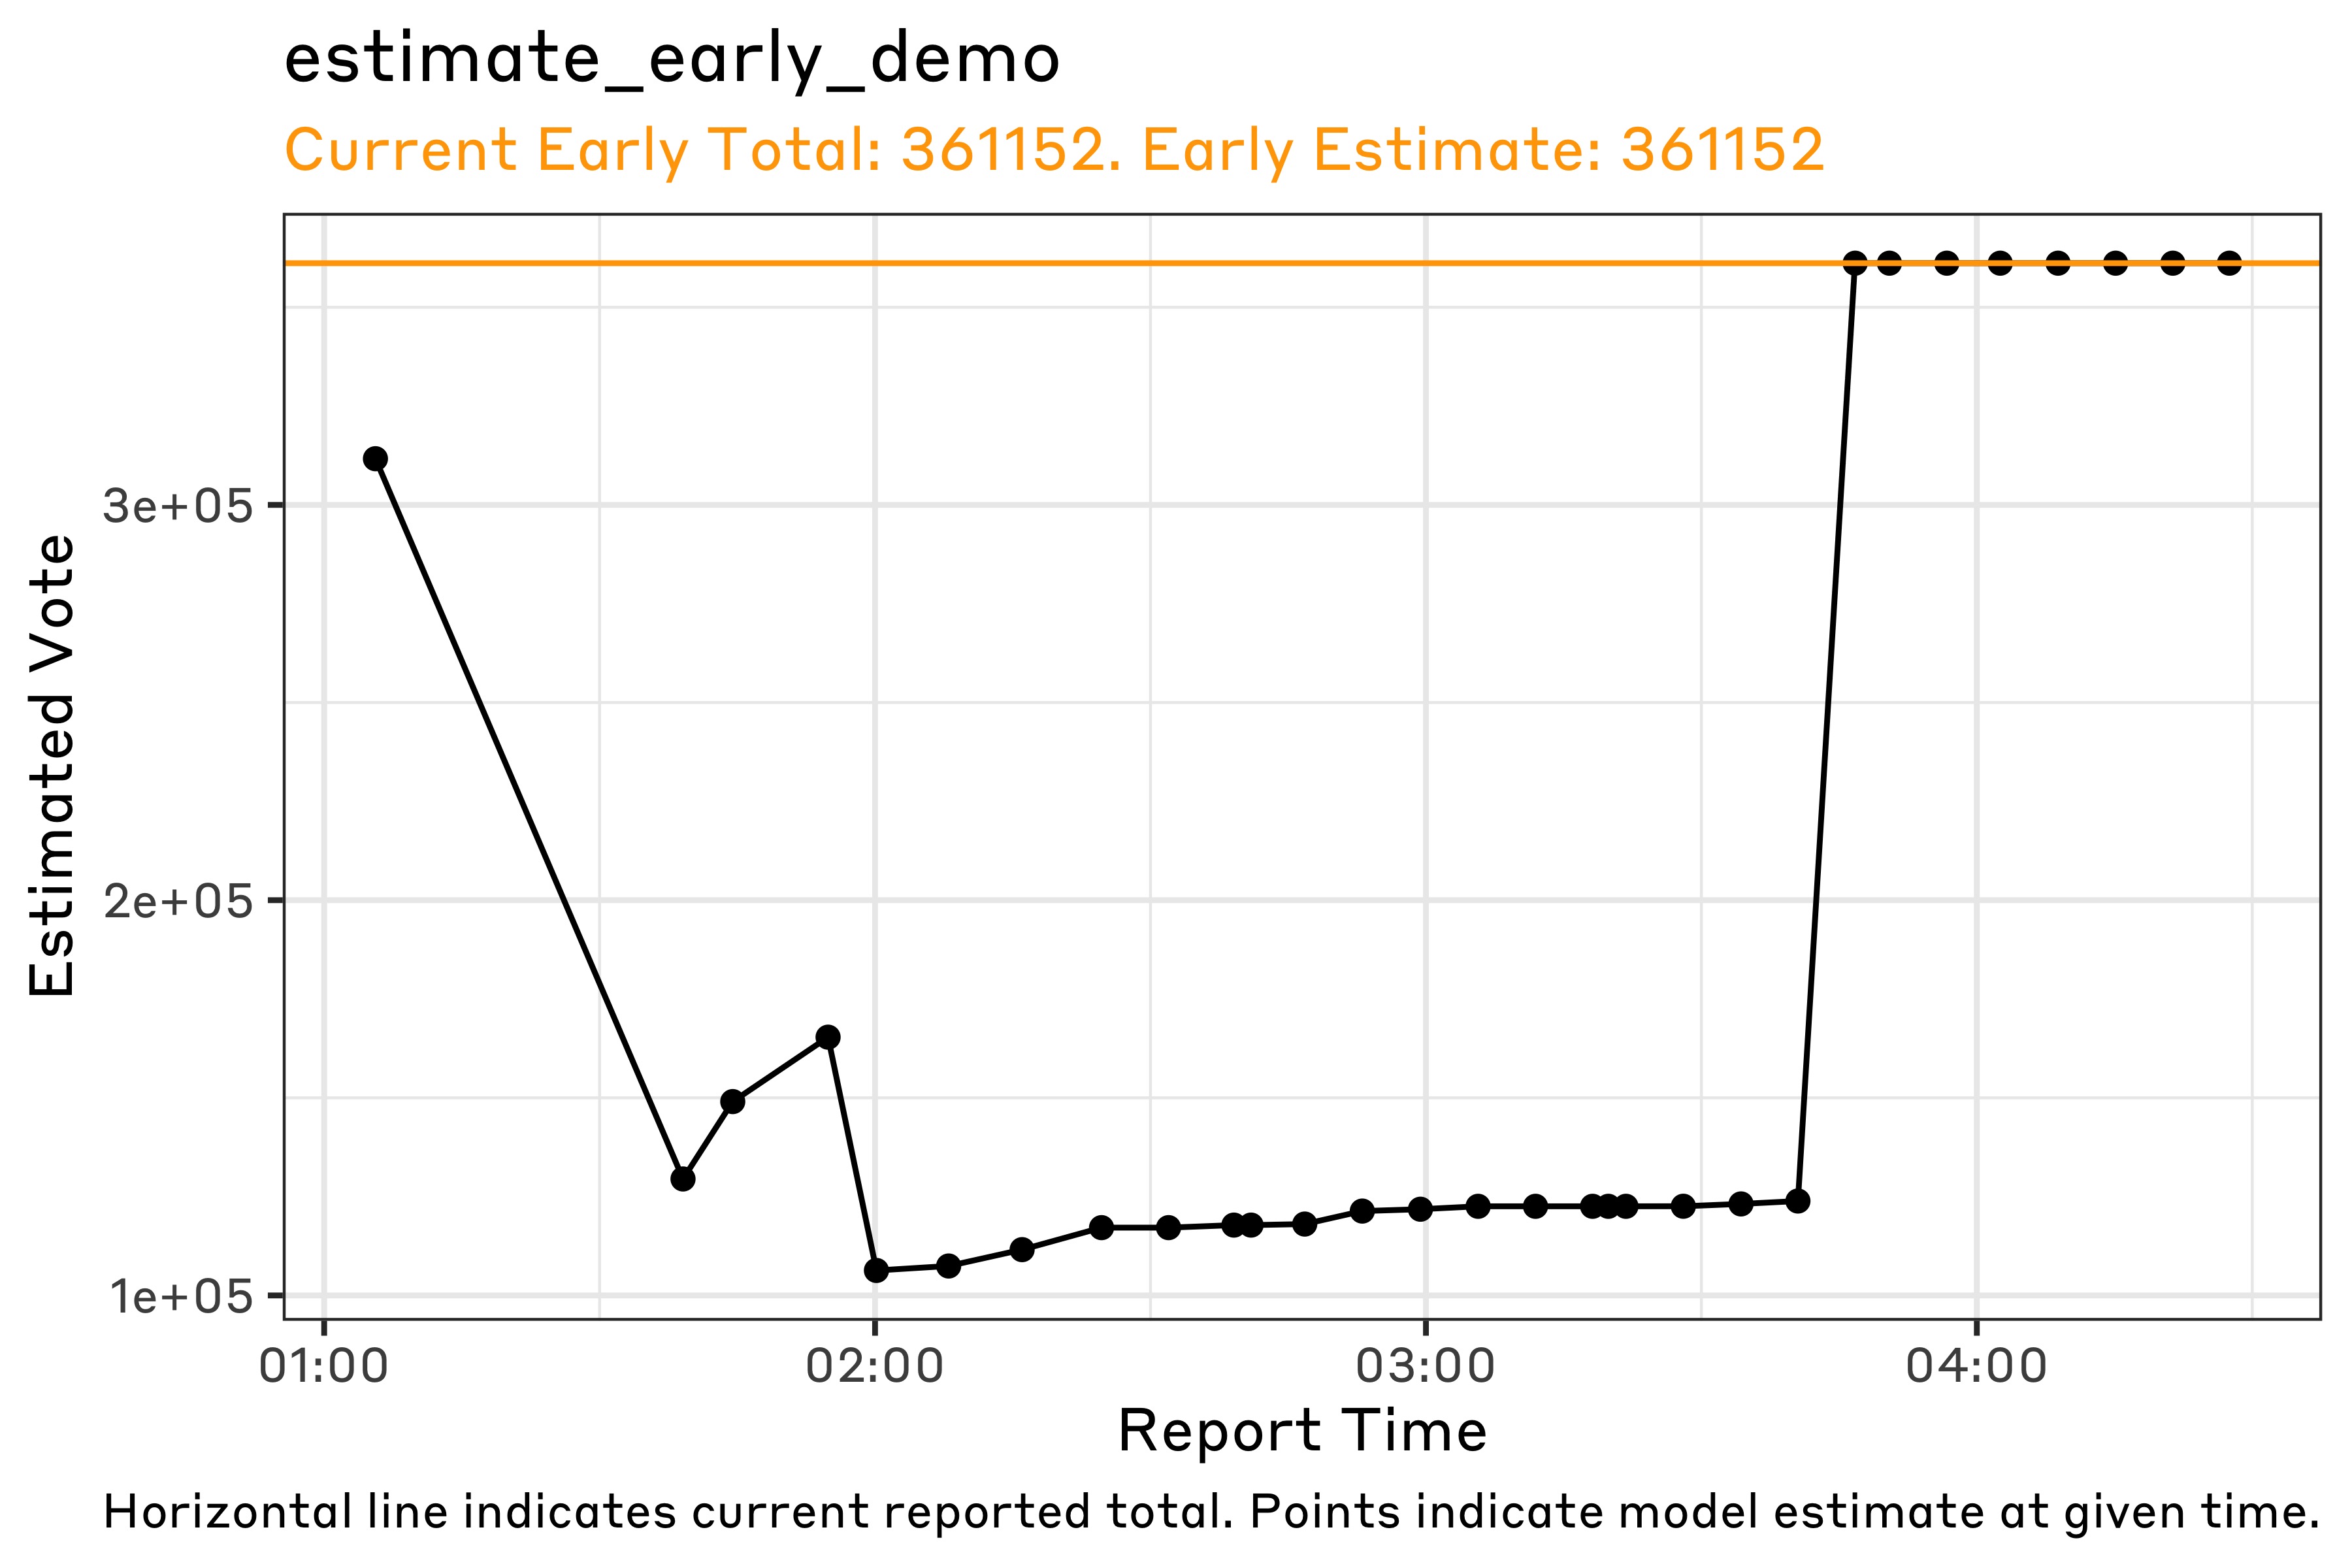 estimate_early_demo
Current Early Total: 361152. Early Estimate: 361152
Estimated Vote
3e+05
2e+05
1e+05
01:00 02:00 03:00 04:00
Report Time
Horizontal line indicates current reported total. Points indicate model estimate at given time.